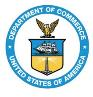 DEPARTMENT OF COMMERCE
UNITED STATES OF AMERICA